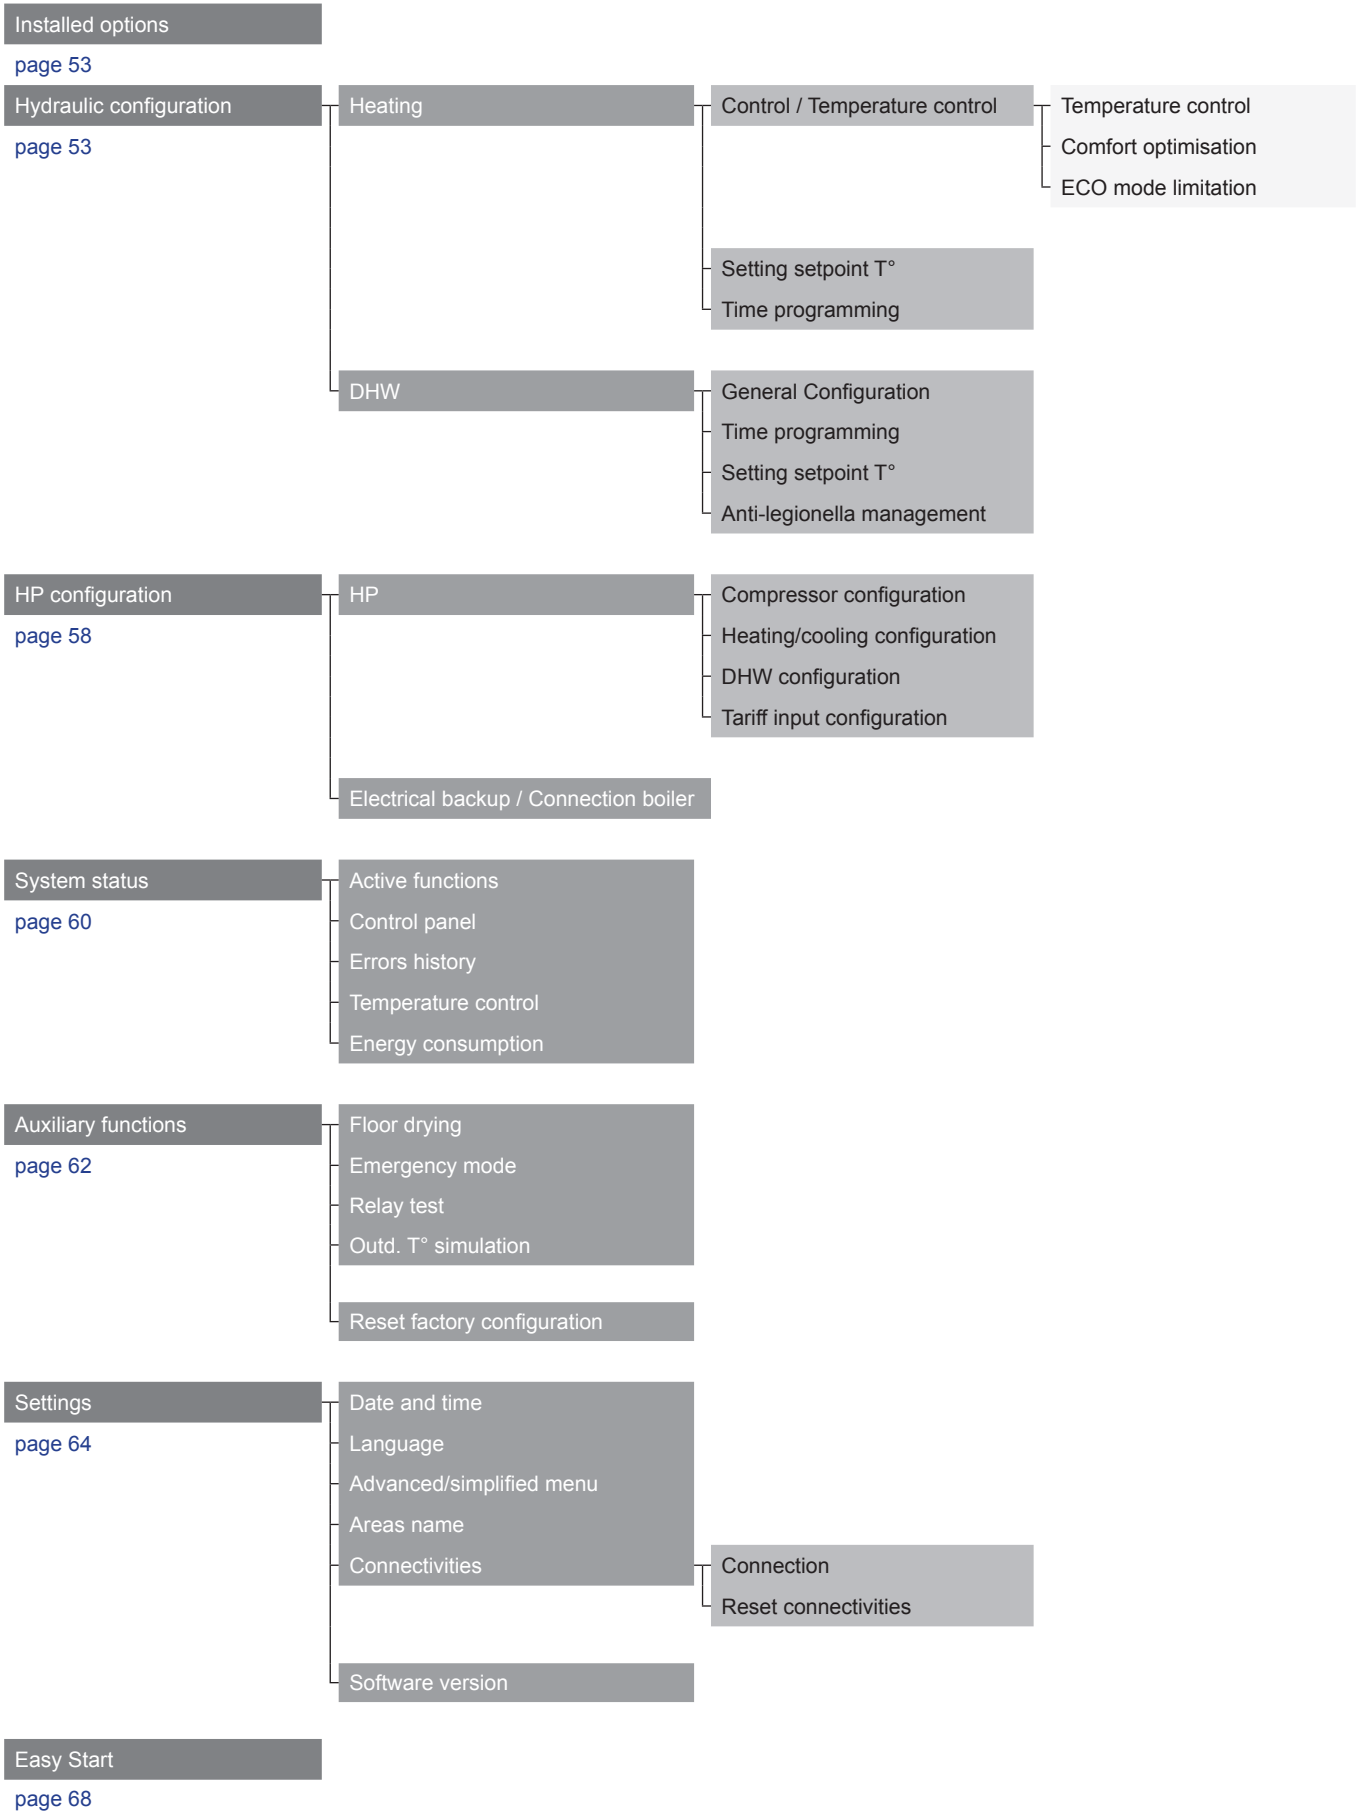 Installed options
page 53
Hydraulic configuration
Heating
Control / Temperature control
Temperature control
page 53
Comfort optimisation
ECO mode limitation
Setting setpoint T°
Time programming
DHW
General Configuration
Time programming
Setting setpoint T°
Anti-legionella management
HP configuration
HP
Compressor configuration
page 58
Heating/cooling configuration
DHW configuration
Tariff input configuration
Electrical backup / Connection boiler
System status
Active functions
page 60
Control panel
Errors history
Temperature control
Energy consumption
Auxiliary functions
Floor drying
page 62
Emergency mode
Relay test
Outd. T° simulation
Reset factory configuration
Settings
Date and time
page 64
Language
Advanced/simplified menu
Areas name
Connectivities
Connection
Reset connectivities
Software version
Easy Start
page 68